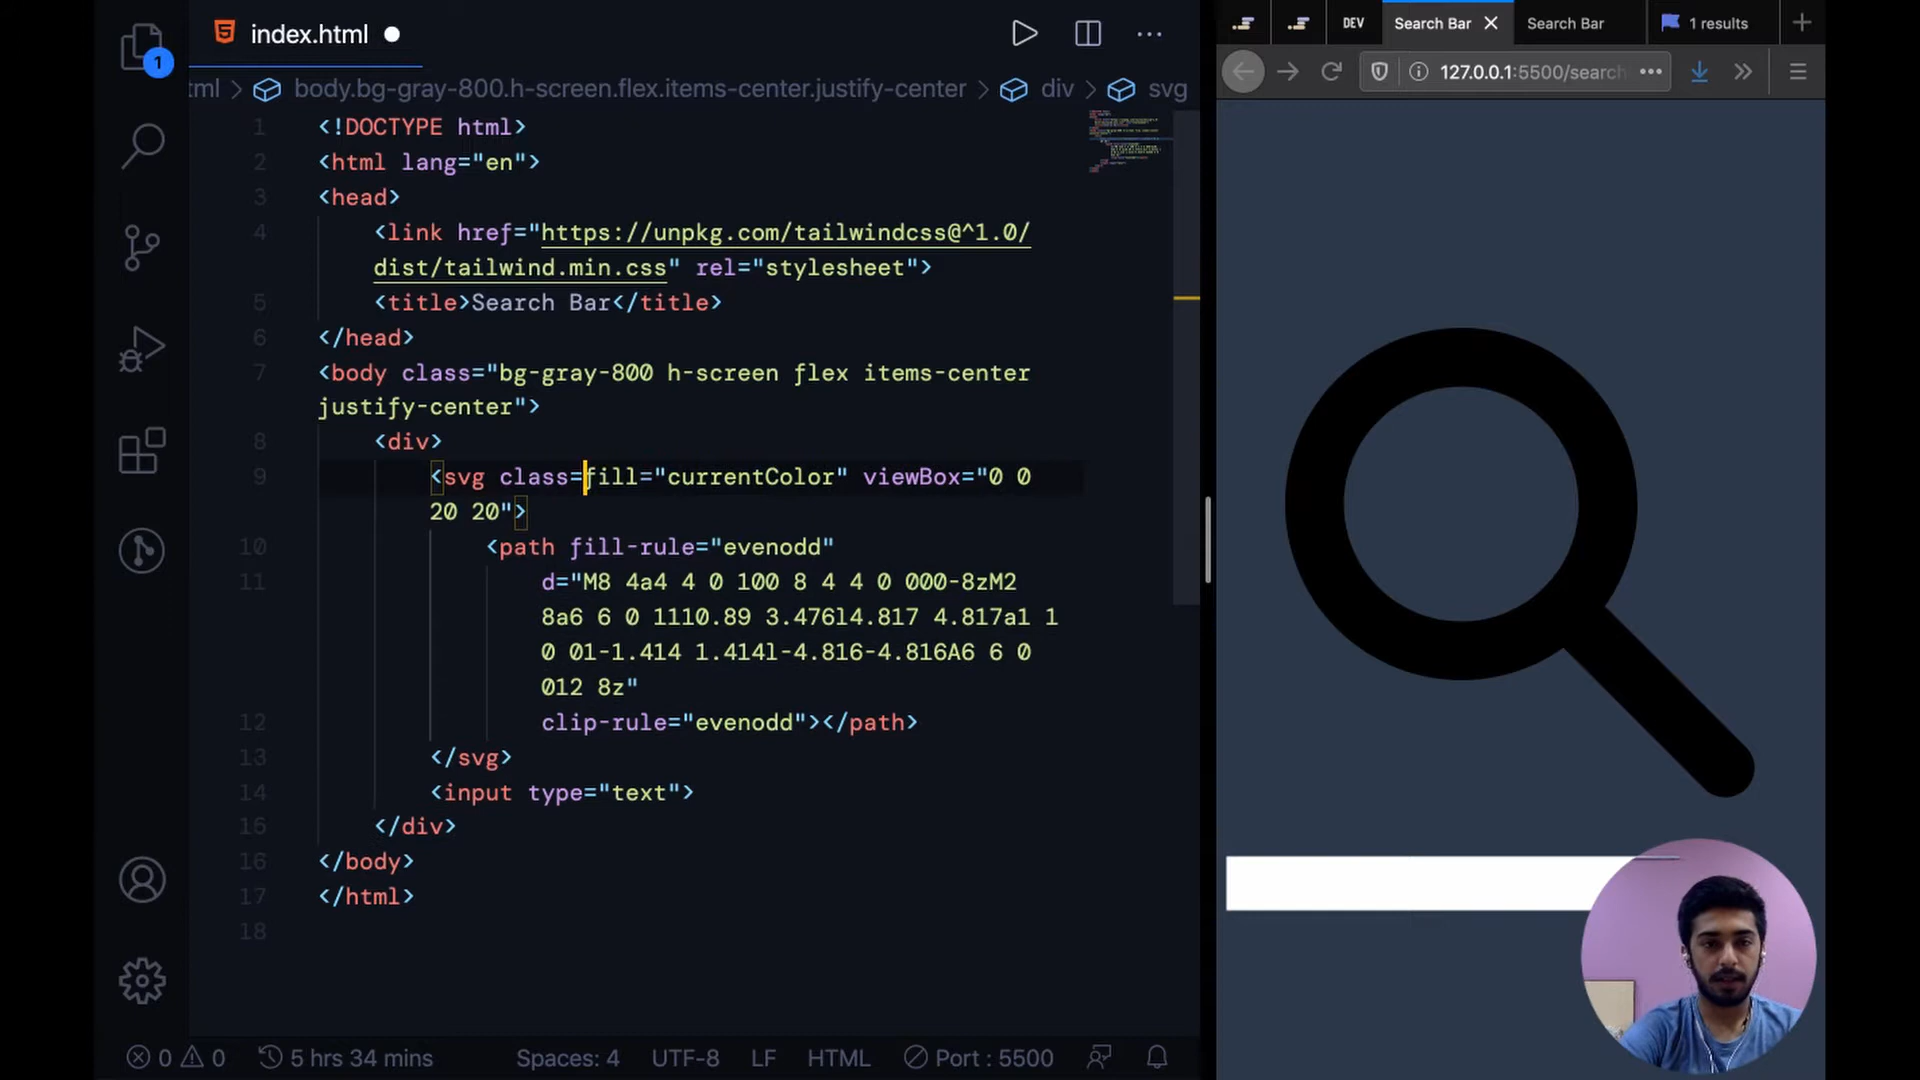 index.html
1
ml > body.bg-gray-800.h-screen.flex.items-center.justify-center > div > svg
1 <!DOCTYPE html>
2 <html lang="en">
3 <head>
4 <link href="https://unpkg.com/tailwindcss@^1.0/
dist/tailwind.min.css" rel="stylesheet">
5 <title>Search Bar</title>
6 </head>
7 <body class="bg-gray-800 h-screen flex items-center
justify-center">
8 <div>
9 <svg class=fill="currentColor" viewBox="0 0
20 20">
10 <path fill-rule="evenodd"
11 d="M8 4a4 4 0 100 8 4 4 0 000-8zM2
8a6 6 0 1110.89 3.476l4.817 4.817a1 1
0 01-1.414 1.414l-4.816-4.816A6 6 0
012 8z"
12 clip-rule="evenodd"></path>
13 </svg>
14 <input type="text">
15 </div>
16 </body>
17 </html>
18
0 0 5 hrs 34 mins Spaces: 4 UTF-8 LF HTML Port : 5500
DEV Search Bar Search Bar 1 results
127.0.0.1:5500/search